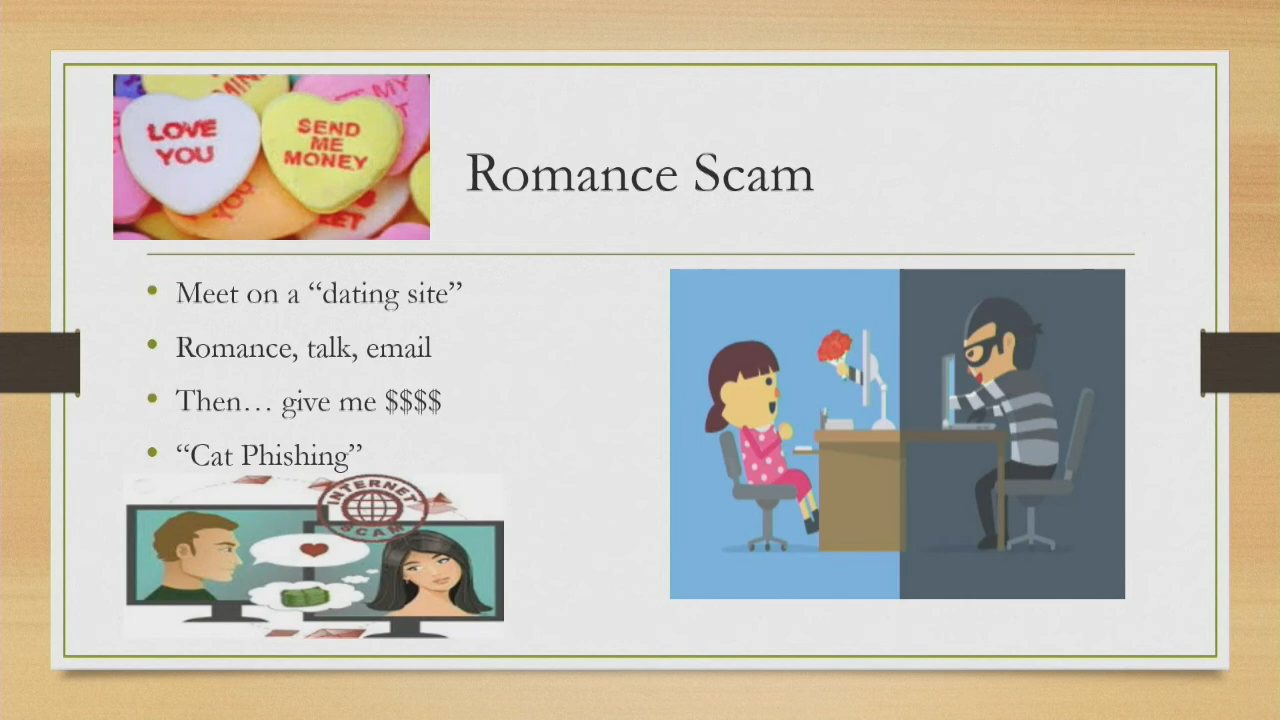 LOVE
YOU
SEND
ME
MONEY
YOU
Romance Scam
• Meet on a “dating site”
• Romance, talk, email
• Then… give me $$$$
• “Cat Phishing”
INTERNET
SCAM